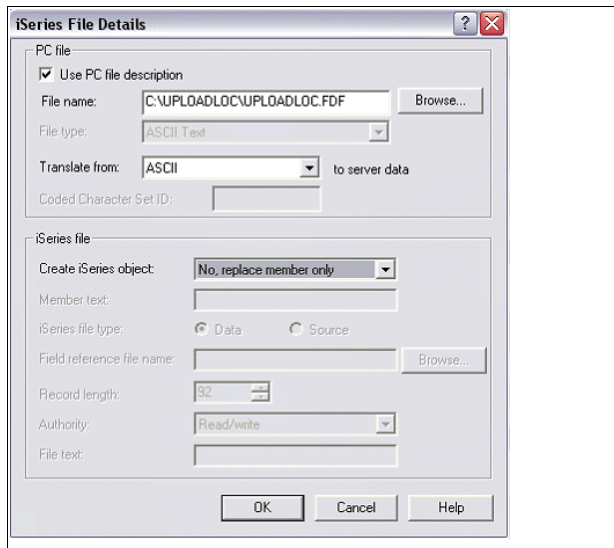 iSeries File Details
PC file
Use PC file description
File name: C:\UPLOADLOC\UPLOADLOC.FDF Browse...
File type: ASCII Text
Translate from: ASCII to server data
Coded Character Set ID:
iSeries file
Create iSeries object: No, replace member only
Member text:
iSeries file type: Data Source
Field reference file name: Browse...
Record length: 92
Authority: Read/write
File text:
OK Cancel Help